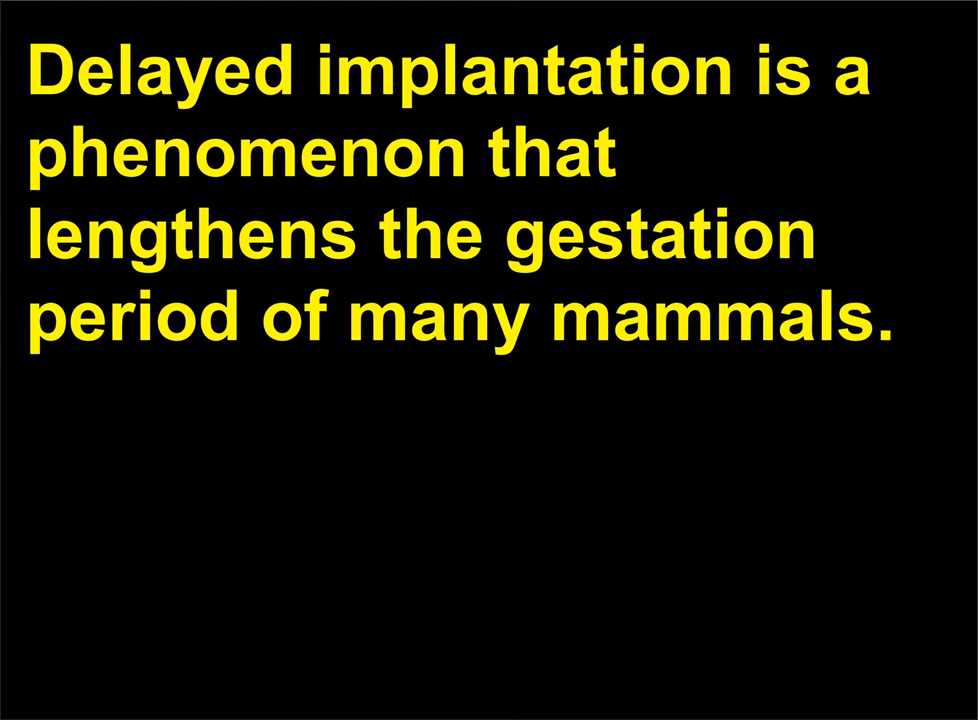 Delayed implantation is a
phenomenon that
lengthens the gestation
period of many mammals.